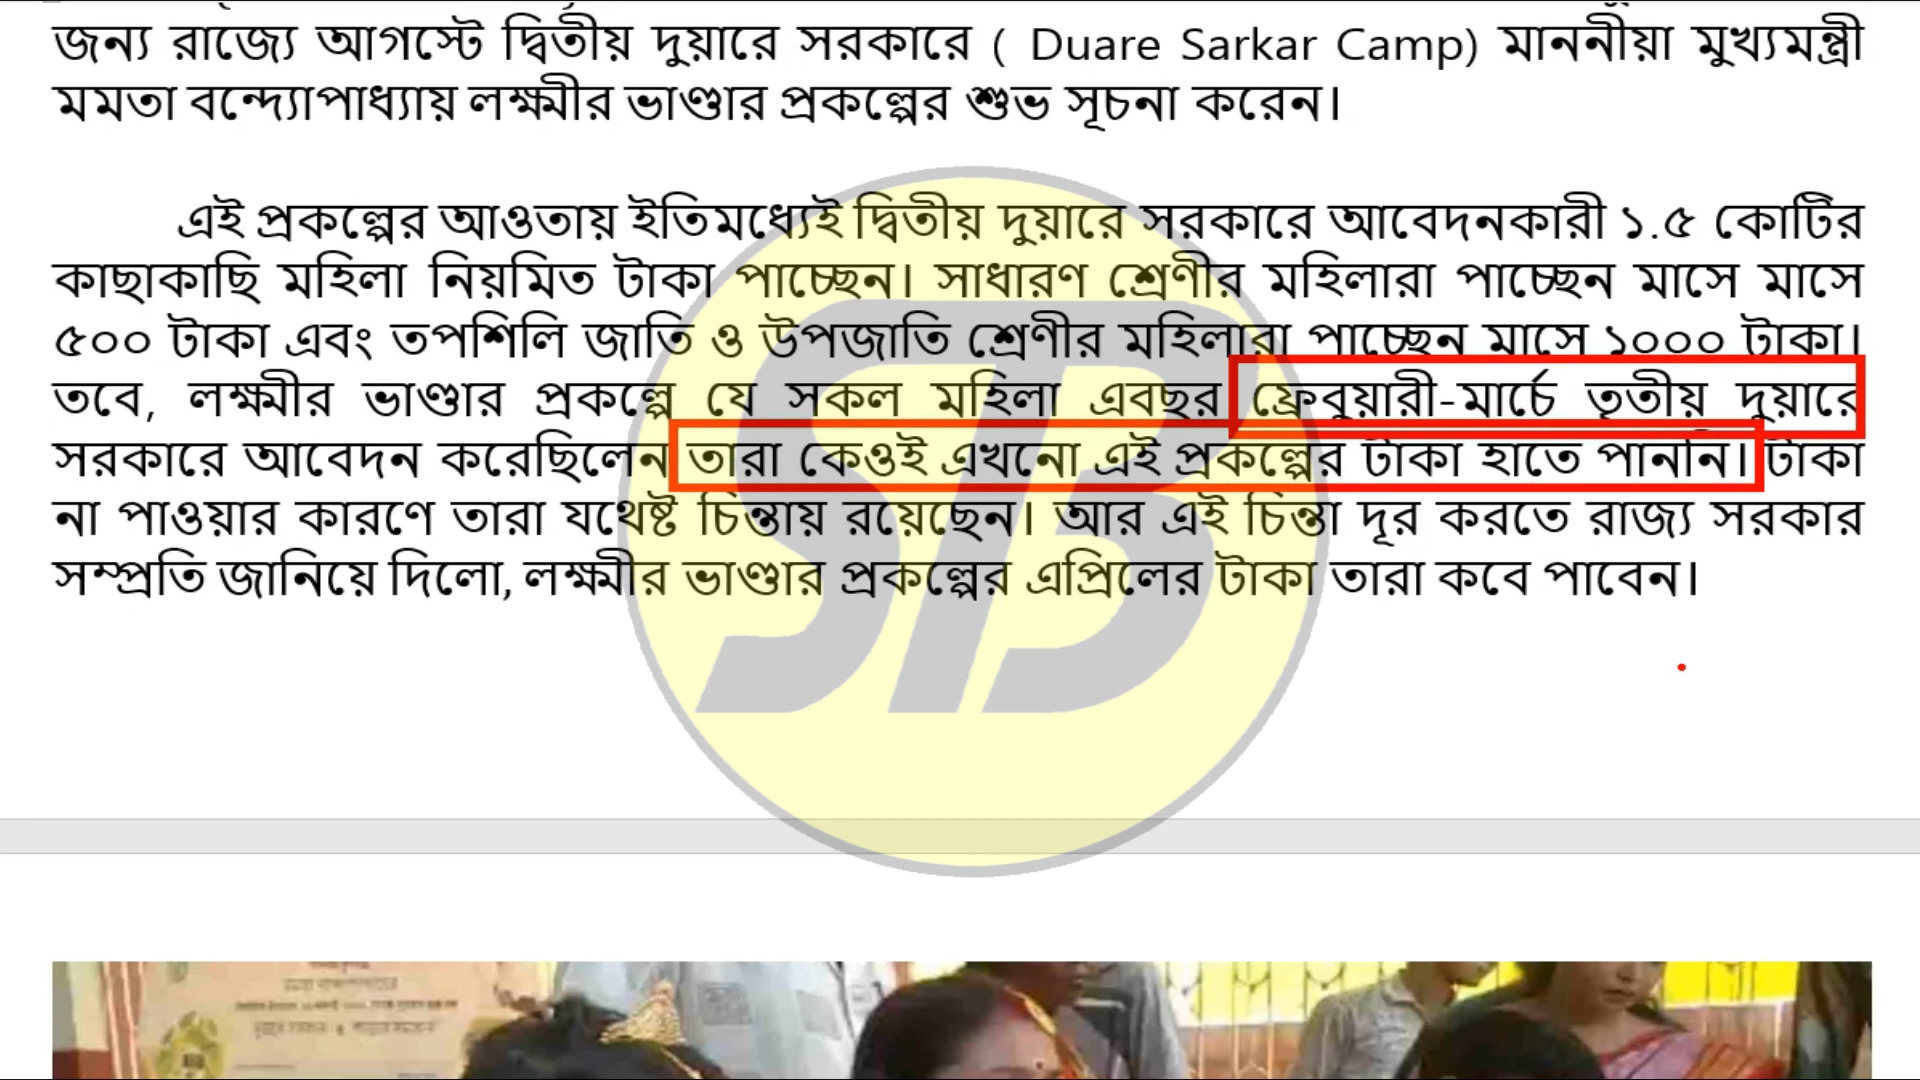 জন্য রাজ্যে আগস্টে দ্বিতীয় দুয়ারে সরকারে ( Duare Sarkar Camp) মাননীয়া মুখ্যমন্ত্রী
মমতা বন্দ্যোপাধ্যায় লক্ষ্মীর ভাণ্ডার প্রকল্পের শুভ সূচনা করেন।
এই প্রকল্পের আওতায় ইতিমধ্যেই দ্বিতীয় দুয়ারে সরকারে আবেদনকারী ১.৫ কোটির
কাছাকাছি মহিলা নিয়মিত টাকা পাচ্ছেন। সাধারণ শ্রেণীর মহিলারা পাচ্ছেন মাসে মাসে
৫০০ টাকা এবং তপশিলি জাতি ও উপজাতি শ্রেণীর মহিলারা পাচ্ছেন মাসে ১০০০ টাকা।
তবে, লক্ষ্মীর ভাণ্ডার প্রকল্পে যে সকল মহিলা এবছর ফেব্রুয়ারী-মার্চে তৃতীয় দুয়ারে
সরকারে আবেদন করেছিলেন তারা কেওই এখনো এই প্রকল্পের টাকা হাতে পাননি। টাকা
না পাওয়ার কারণে তারা যথেষ্ট চিন্তায় রয়েছেন। আর এই চিন্তা দূর করতে রাজ্য সরকার
সম্প্রতি জানিয়ে দিলো, লক্ষ্মীর ভাণ্ডার প্রকল্পের এপ্রিলের টাকা তারা কবে পাবেন।
STB